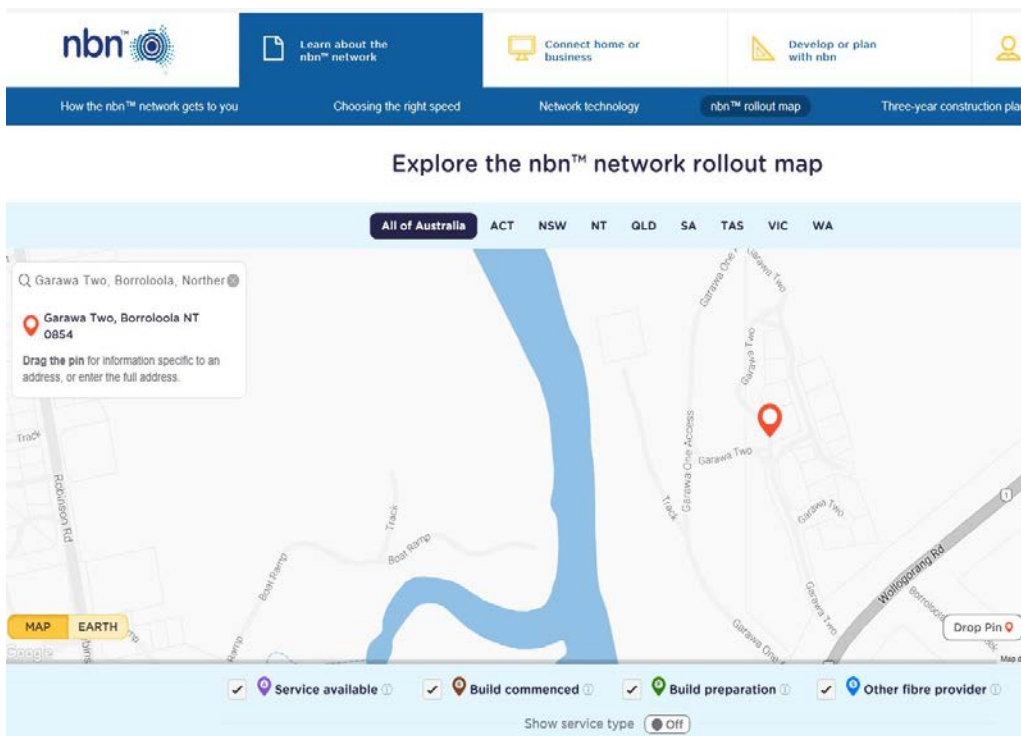 nbn™
Learn about the
nbn™ network
Connect home or
business
Develop or plan
with nbn
How the nbn™ network gets to you
Choosing the right speed
Network technology
nbn™ rollout map
Three-year construction plan
Explore the nbn™ network rollout map
All of Australia
ACT
NSW
NT
QLD
SA
TAS
VIC
WA
Garawa Two, Borroloola, Norther
Garawa Two, Borroloola NT
0854
Drag the pin for information specific to an
address, or enter the full address.
Garawa One
Garawa Two
Garawa Two
Garawa One Access
Garawa Two
Garawa Two
Garawa Two
Garawa One
Track
Track
Track
Robinson Rd
Boat Ramp
Boat Ramp
Ramp
1
Wollogorang Rd
Borroloola
MAP
EARTH
Google
Drop Pin
Map d
Service available
Build commenced
Build preparation
Other fibre provider
Show service type
Off